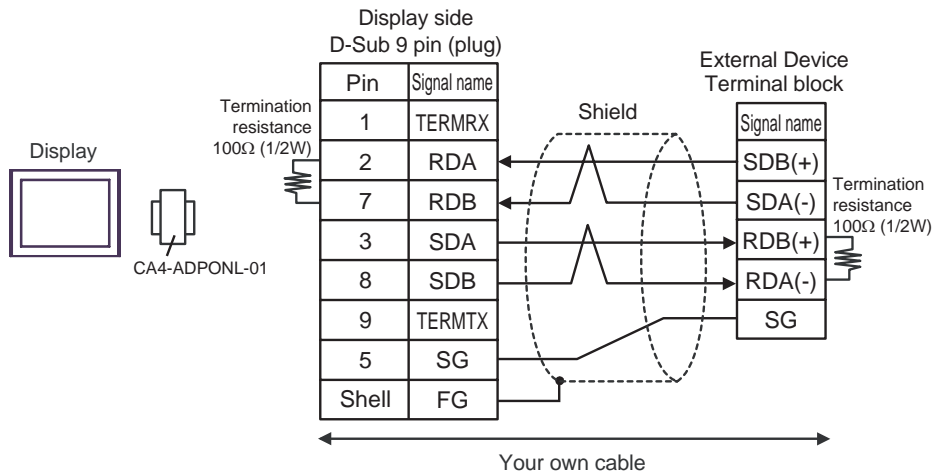 Display side
D-Sub 9 pin (plug)
External Device
Terminal block
Pin Signal name
1 TERMRX
2 RDA
7 RDB
3 SDA
8 SDB
9 TERMTX
5 SG
Shell FG
Termination
resistance
100Ω (1/2W)
Display
CA4-ADPONL-01
Shield
Signal name
SDB(+)
SDA(-)
RDB(+)
RDA(-)
SG
Termination
resistance
100Ω (1/2W)
Your own cable